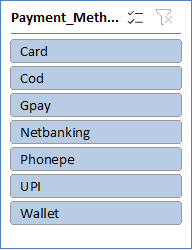 Payment_Meth...
Card
Cod
Gpay
Netbanking
Phonepe
UPI
Wallet